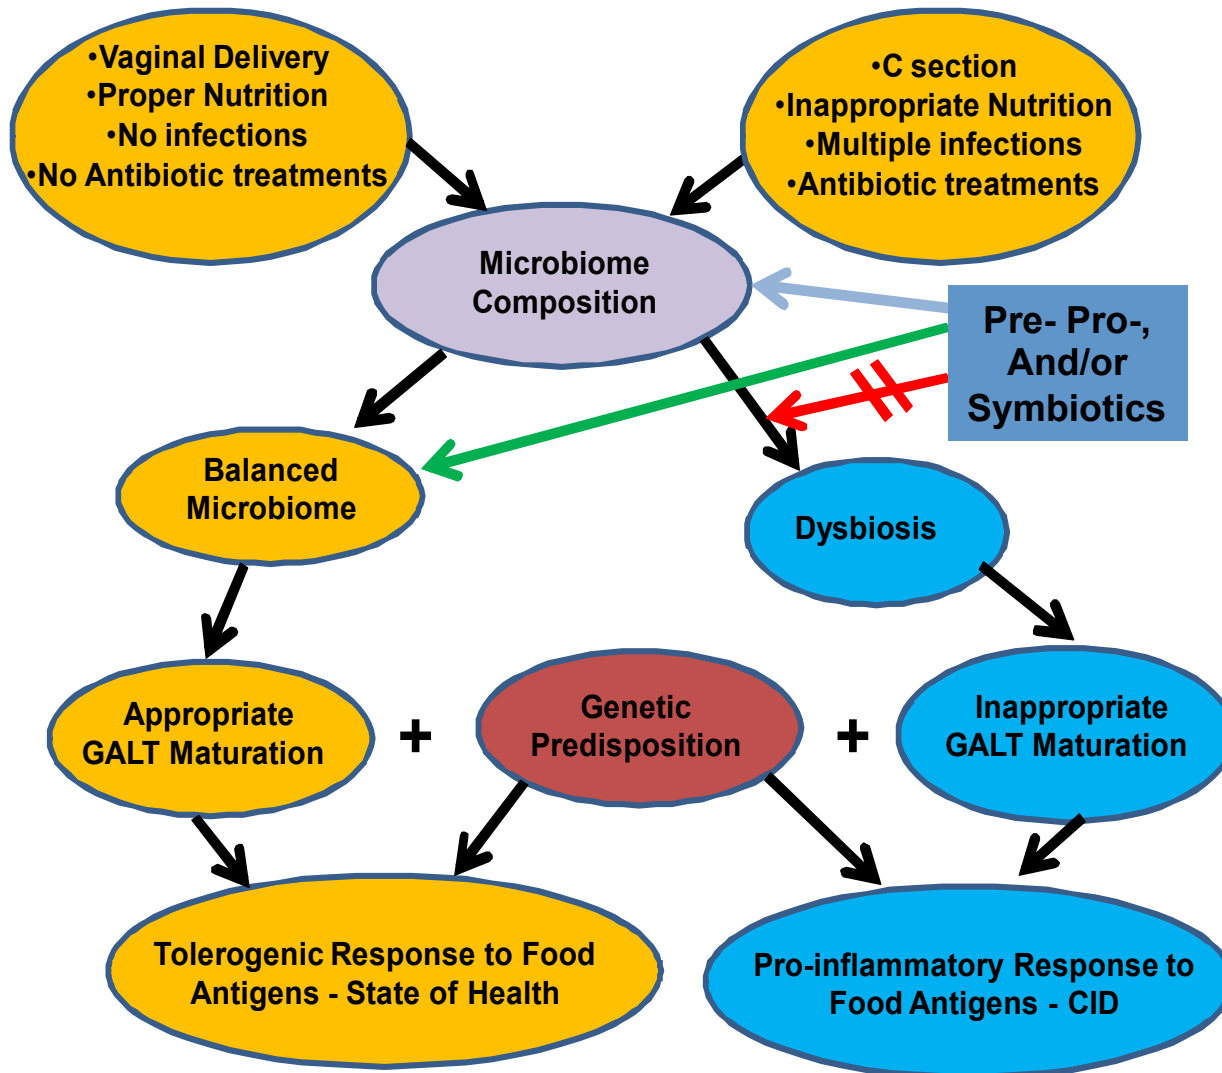 •Vaginal Delivery
•Proper Nutrition
•No infections
•No Antibiotic treatments
•C section
•Inappropriate Nutrition
•Multiple infections
•Antibiotic treatments
Microbiome
Composition
Pre- Pro-,
And/or
Symbiotics
Balanced
Microbiome
Dysbiosis
Appropriate
GALT Maturation
+
Genetic
Predisposition
+
Inappropriate
GALT Maturation
Tolerogenic Response to Food
Antigens - State of Health
Pro-inflammatory Response to
Food Antigens - CID